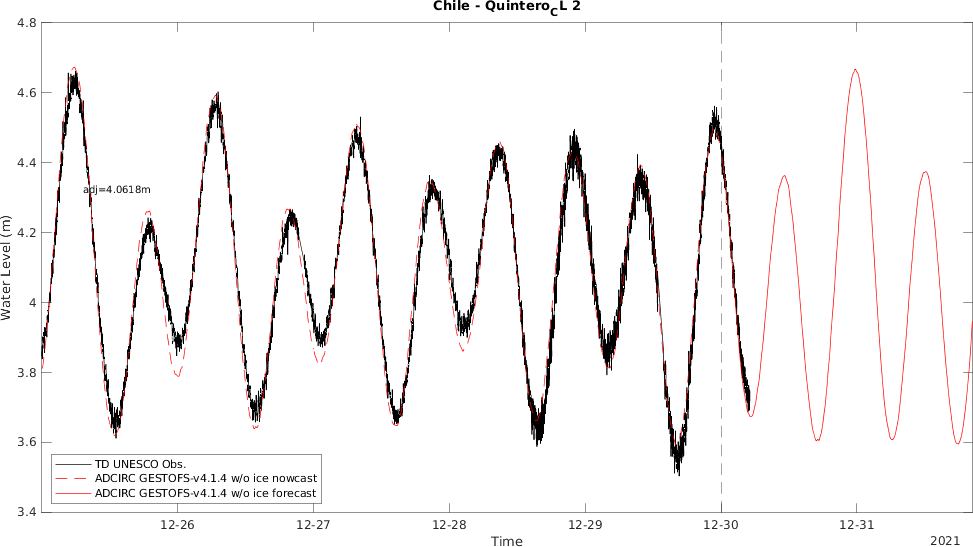 Chile - Quintero_CL 2
4.8
4.6
4.4
4.2
4
3.8
3.6
3.4
Water Level (m)
adj=4.0618m
TD UNESCO Obs.
ADCIRC GESTOFS-v4.1.4 w/o ice nowcast
ADCIRC GESTOFS-v4.1.4 w/o ice forecast
12-26
12-27
12-28
12-29
12-30
12-31
Time
2021